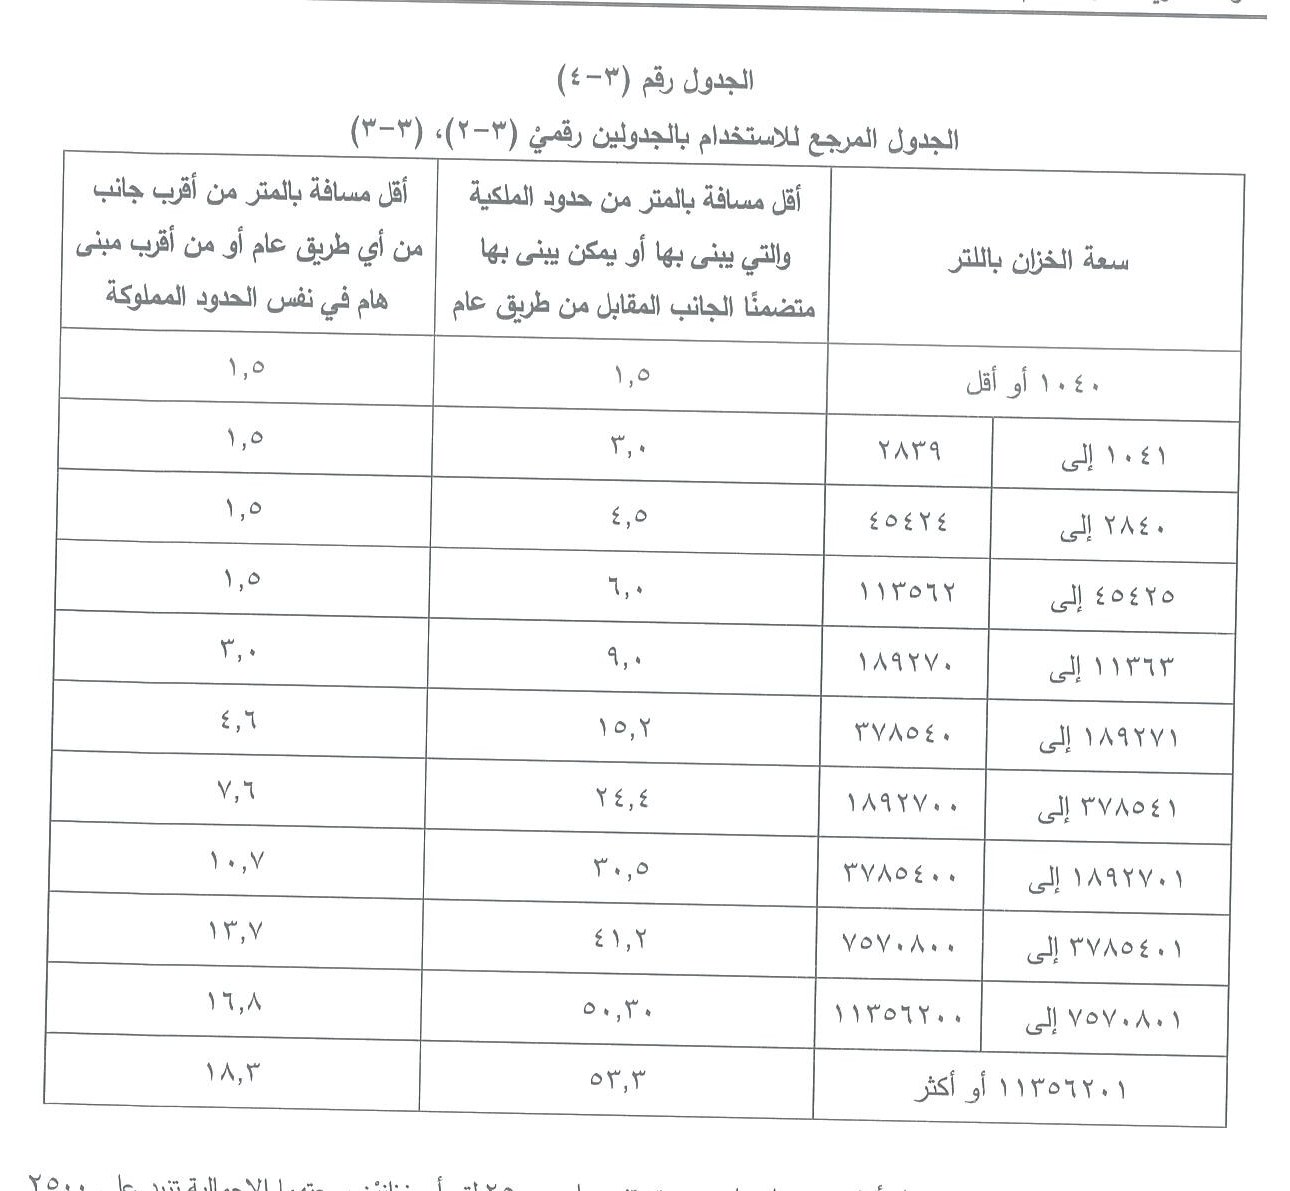 الجدول رقم (٣-٤)
الجدول المرجع للاستخدام بالجدولين رقميْ (٣-٢)، (٣-٣)
سعة الخزان باللتر
أقل مسافة بالمتر من حدود الملكية
والتي يبنى بها أو يمكن يبنى بها
متضمنًا الجانب المقابل من طريق عام
أقل مسافة بالمتر من أقرب جانب
من أي طريق عام أو من أقرب مبنى
هام في نفس الحدود المملوكة
١٠٤٠ أو أقل ١,٥ ١,٥
١٠٤١ إلى ٢٨٣٩ ٣,٠ ١,٥
٢٨٤٠ إلى ٤٥٤٢٤ ٤,٥ ١,٥
٤٥٤٢٥ إلى ١١٣٥٦٢ ٦,٠ ١,٥
١١٣٦٣ إلى ١٨٩٢٧٠ ٩,٠ ٣,٠
١٨٩٢٧١ إلى ٣٧٨٥٤٠ ١٥,٢ ٤,٦
٣٧٨٥٤١ إلى ١٨٩٢٧٠٠ ٢٤,٤ ٧,٦
١٨٩٢٧٠١ إلى ٣٧٨٥٤٠٠ ٣٠,٥ ١٠,٧
٣٧٨٥٤٠١ إلى ٧٥٧٠٨٠٠ ٤١,٢ ١٣,٧
٧٥٧٠٨٠١ إلى ١١٣٥٦٢٠٠ ٥٠,٣٠ ١٦,٨
١١٣٥٦٢٠١ أو أكثر ٥٣,٣ ١٨,٣
الإجمالية تزيد على ٢٥٠٠